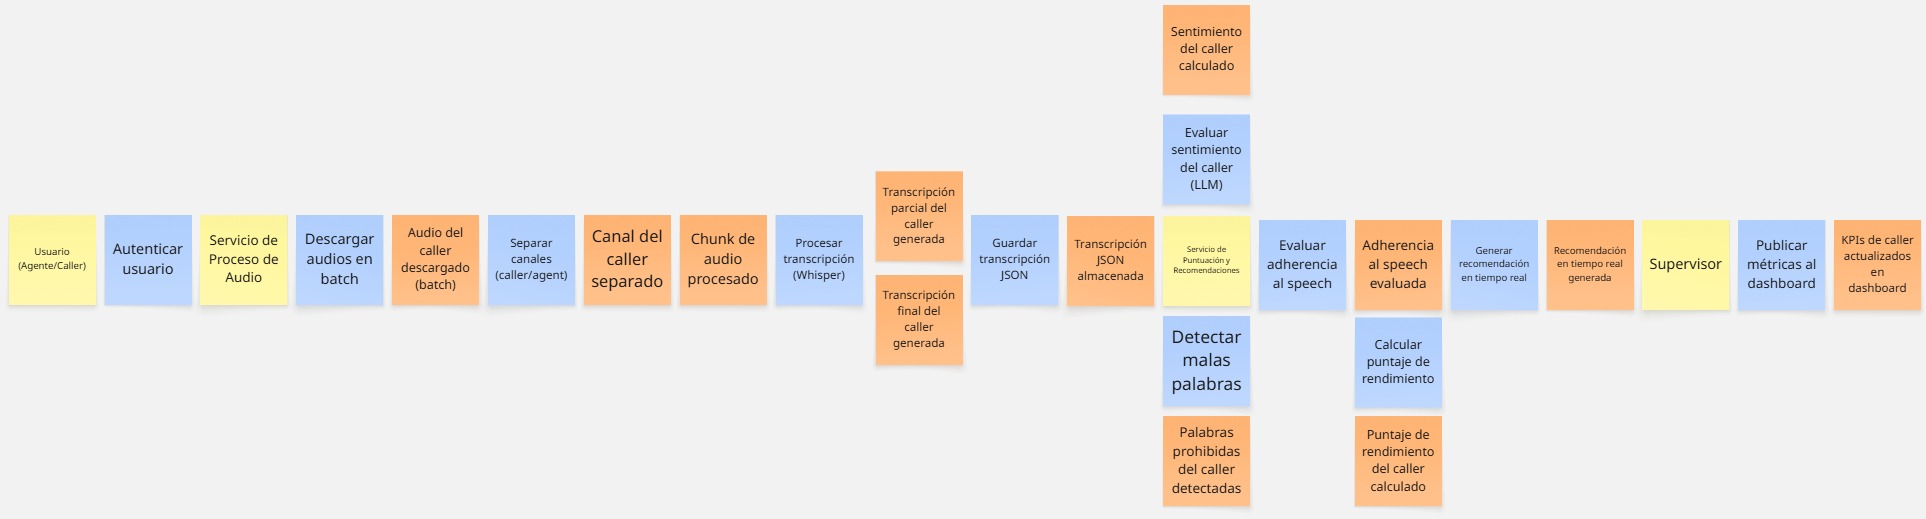 Sentimiento
del caller
calculado
Evaluar
sentimiento
del caller
(LLM)
Usuario
(Agente/Caller)
Autenticar
usuario
Servicio de
Proceso de
Audio
Descargar
audios en
batch
Audio del
caller
descargado
(batch)
Separar
canales
(caller/agent)
Canal del
caller
separado
Chunk de
audio
procesado
Procesar
transcripción
(Whisper)
Transcripción
parcial del
caller
generada
Transcripción
final del
caller
generada
Guardar
transcripción
JSON
Transcripción
JSON
almacenada
Servicio de
Puntuación y
Recomendaciones
Evaluar
adherencia
al speech
Adherencia
al speech
evaluada
Generar
recomendación
en tiempo real
Recomendación
en tiempo real
generada
Supervisor
Publicar
métricas al
dashboard
KPIs de caller
actualizados
en
dashboard
Detectar
malas
palabras
Calcular
puntaje de
rendimiento
Palabras
prohibidas
del caller
detectadas
Puntaje de
rendimiento
del caller
calculado